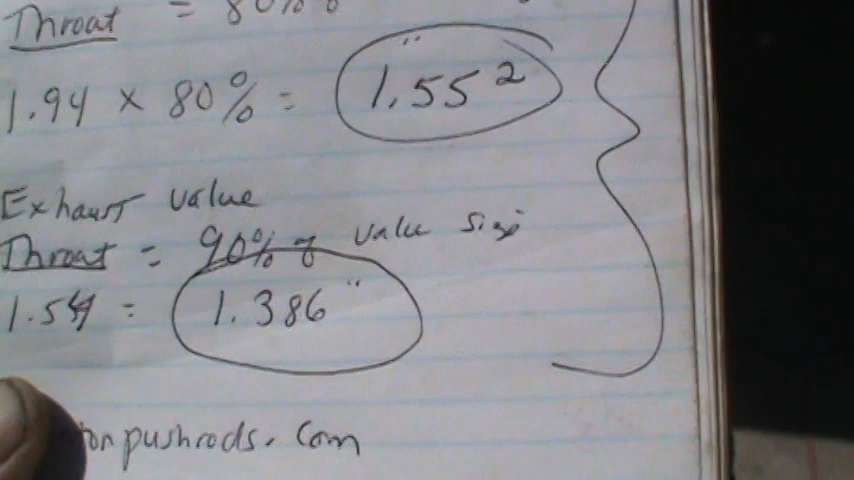 Throat = 80%
1.94 x 80% = 1.552"
Exhaust valve
Throat = 90% of valve size
1.54 = 1.386"
onpushrods.com